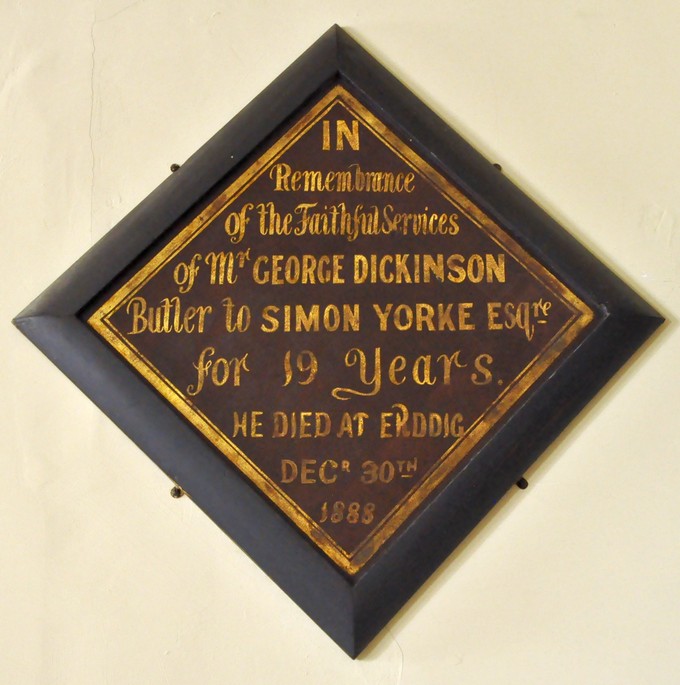 IN
Remembrance
of the Faithful Services
of Mr GEORGE DICKINSON
Butler to SIMON YORKE Esqre
for 19 Years.
HE DIED AT ERDDIG
DECR 30TH
1888